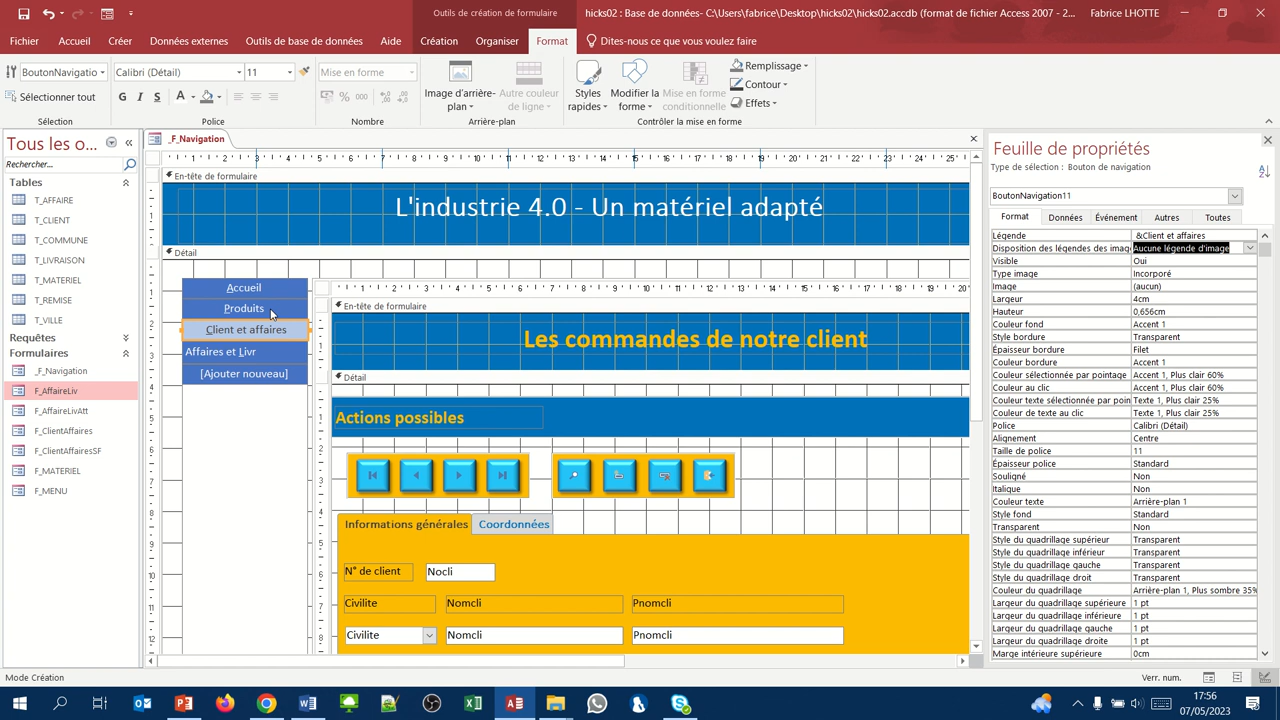 Outils de création de formulaire
hicks02 : Base de données- C:\Users\fabrice\Desktop\hicks02\hicks02.accdb (format de fichier Access 2007 - 2...
Fabrice LHOTTE
Fichier
Accueil
Créer
Données externes
Outils de base de données
Aide
Création
Organiser
Format
Dites-nous ce que vous voulez faire
BoutonNavigatio
Calibri (Détail)
11
Mise en forme
Sélectionner tout
G I S A
% 000
Image d'arrière-plan
Autre couleur de ligne
Styles rapides
Modifier la forme
Mise en forme conditionnelle
Remplissage
Contour
Effets
Sélection
Police
Nombre
Arrière-plan
Contrôler la mise en forme
Tous les o...
Rechercher...
Tables
T_AFFAIRE
T_CLIENT
T_COMMUNE
T_LIVRAISON
T_MATERIEL
T_REMISE
T_VILLE
Requêtes
Formulaires
_F_Navigation
F_AffaireLiv
F_AffaireLivAtt
F_ClientAffaires
F_ClientAffairesSF
F_MATERIEL
F_MENU
_F_Navigation
En-tête de formulaire
L'industrie 4.0 - Un matériel adapté
Détail
Accueil
Produits
Client et affaires
Affaires et Livr
[Ajouter nouveau]
En-tête de formulaire
Les commandes de notre client
Détail
Actions possibles
Informations générales
Coordonnées
N° de client
Nocli
Civilite
Nomcli
Pnomcli
Civilite
Nomcli
Pnomcli
Feuille de propriétés
Type de sélection : Bouton de navigation
BoutonNavigation11
Format
Données
Événement
Autres
Toutes
Légende &Client et affaires
Disposition des légendes des imag Aucune légende d'image
Visible Oui
Type image Incorporé
Image (aucun)
Largeur 4cm
Hauteur 0,656cm
Couleur fond Accent 1
Style bordure Transparent
Épaisseur bordure Filet
Couleur bordure Accent 1
Couleur sélectionnée par pointage Accent 1, Plus clair 60%
Couleur au clic Accent 1, Plus clair 60%
Couleur texte sélectionnée par poin Texte 1, Plus clair 25%
Couleur de texte au clic Texte 1, Plus clair 25%
Police Calibri (Détail)
Alignement Centre
Taille de police 11
Épaisseur police Standard
Souligné Non
Italique Non
Couleur texte Arrière-plan 1
Style fond Standard
Transparent Non
Style du quadrillage supérieur Transparent
Style du quadrillage inférieur Transparent
Style du quadrillage gauche Transparent
Style du quadrillage droit Transparent
Couleur du quadrillage Arrière-plan 1, Plus sombre 35%
Largeur du quadrillage supérieure 1 pt
Largeur du quadrillage inférieure 1 pt
Largeur du quadrillage gauche 1 pt
Largeur du quadrillage droite 1 pt
Marge intérieure supérieure 0cm
Mode Création
Verr. num.
17:56
07/05/2023